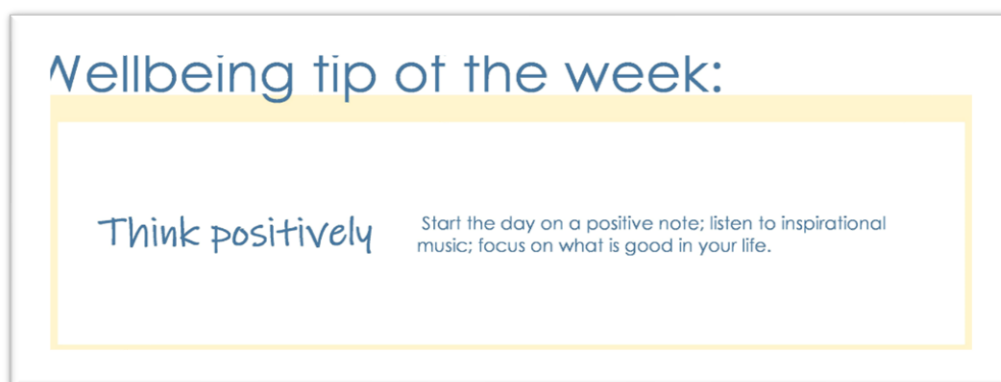 Wellbeing tip of the week:
Think positively
Start the day on a positive note; listen to inspirational
music; focus on what is good in your life.